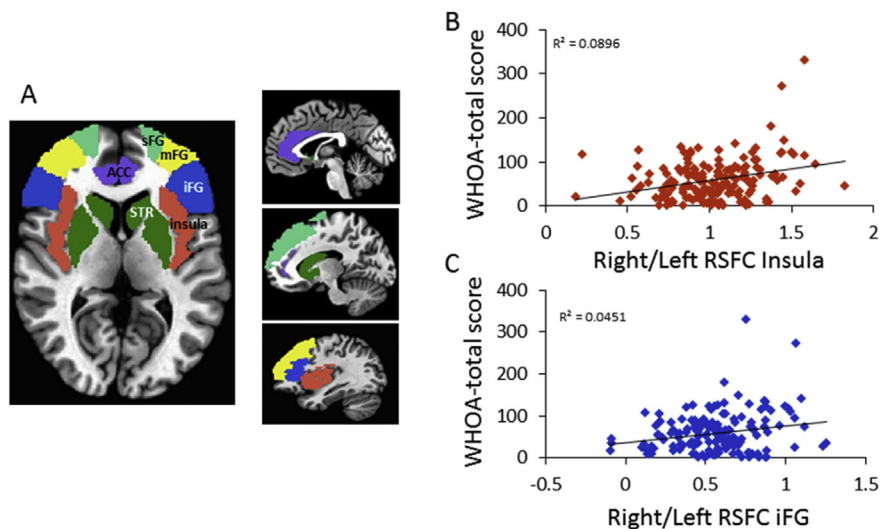 A
sFG
mFG
ACC
iFG
STR
insula
B
WHOA-total score
400
300
200
100
0
R² = 0.0896
0 0.5 1 1.5 2
Right/Left RSFC Insula
C
WHOA-total score
400
300
200
100
0
R² = 0.0451
-0.5 0 0.5 1 1.5
Right/Left RSFC iFG